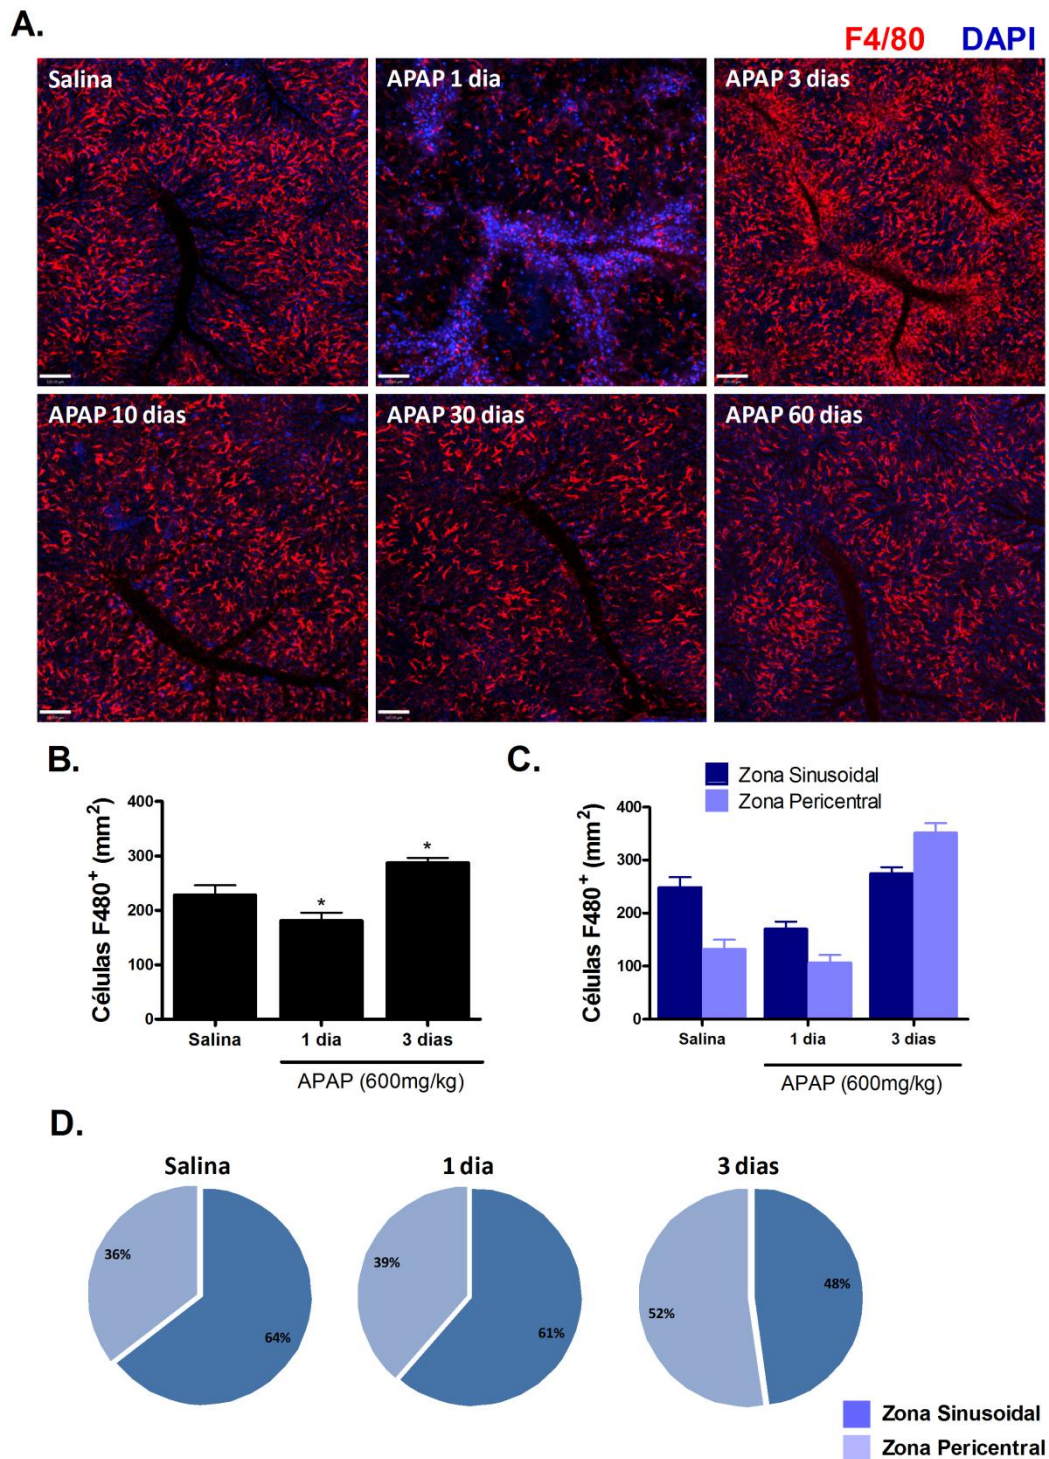 A.
F4/80 DAPI
Salina
APAP 1 dia
APAP 3 dias
APAP 10 dias
APAP 30 dias
APAP 60 dias
B.
Células F480⁺ (mm²)
400
300
200
100
0
*
*
Salina
1 dia
3 dias
APAP (600mg/kg)
C.
Zona Sinusoidal
Zona Pericentral
Células F480⁺ (mm²)
400
300
200
100
0
Salina
1 dia
3 dias
APAP (600mg/kg)
D.
Salina
1 dia
3 dias
36%
64%
39%
61%
52%
48%
Zona Sinusoidal
Zona Pericentral